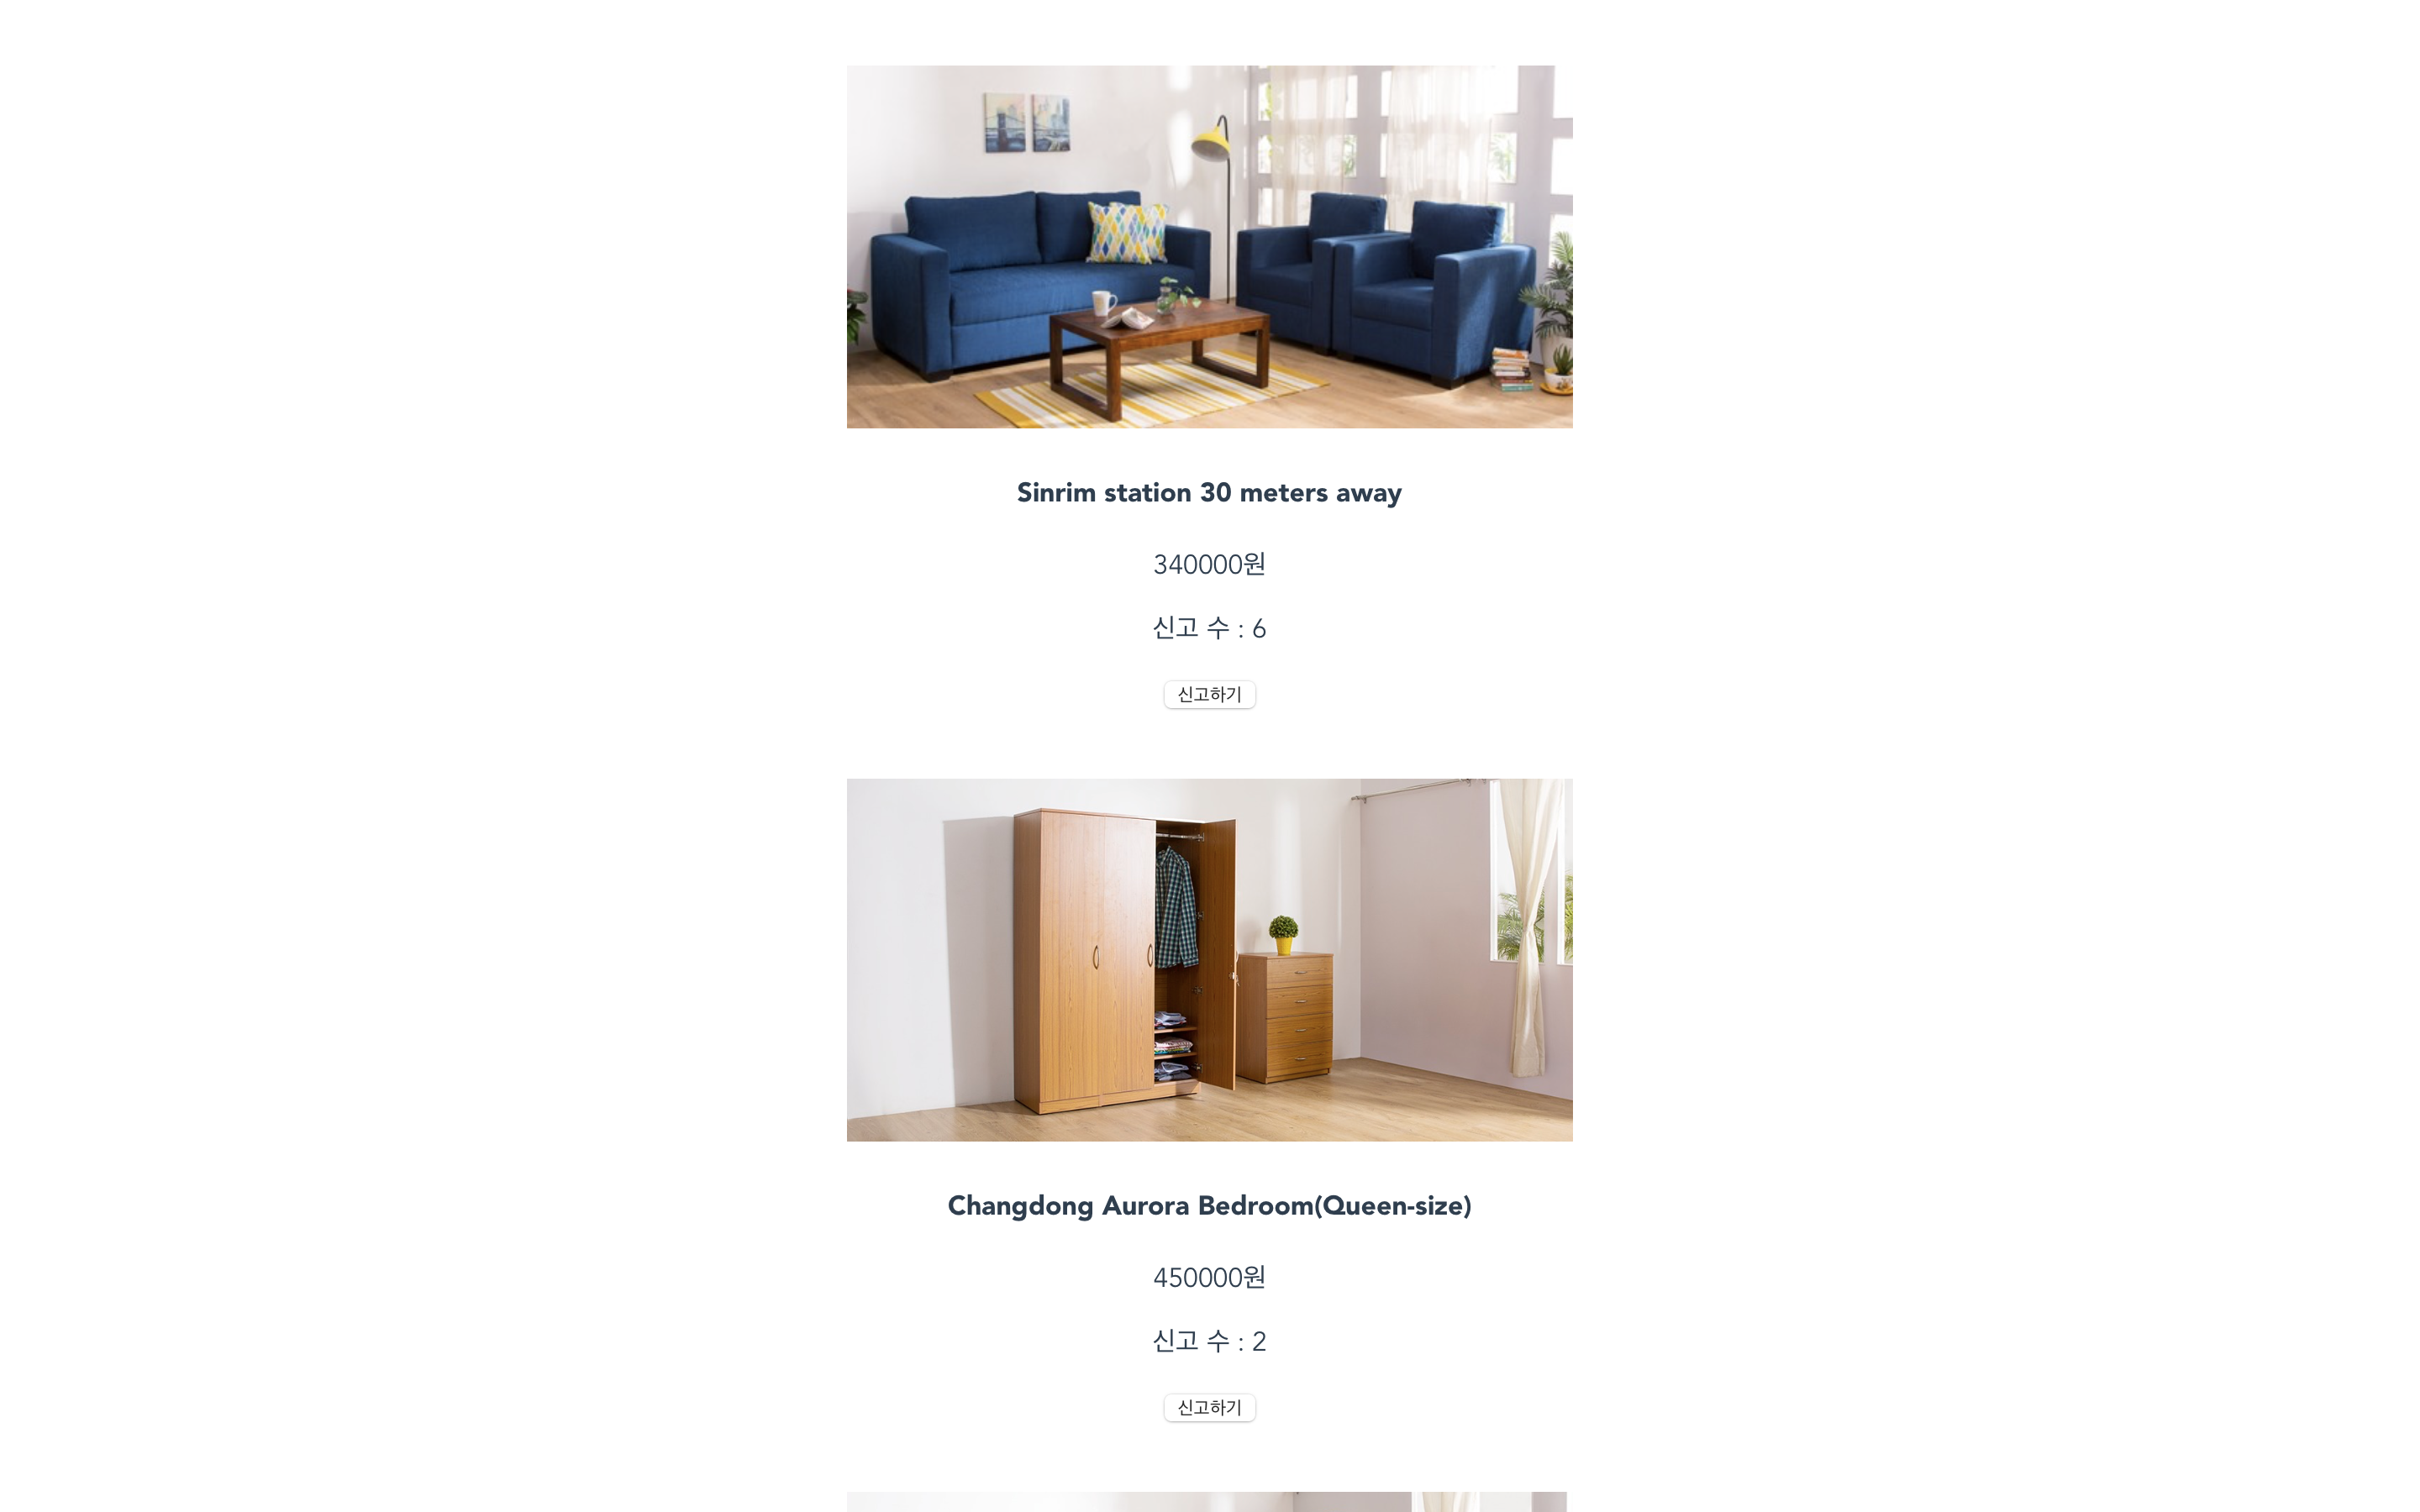 Sinrim station 30 meters away
340000원
신고 수 : 6
신고하기
Changdong Aurora Bedroom(Queen-size)
450000원
신고 수 : 2
신고하기